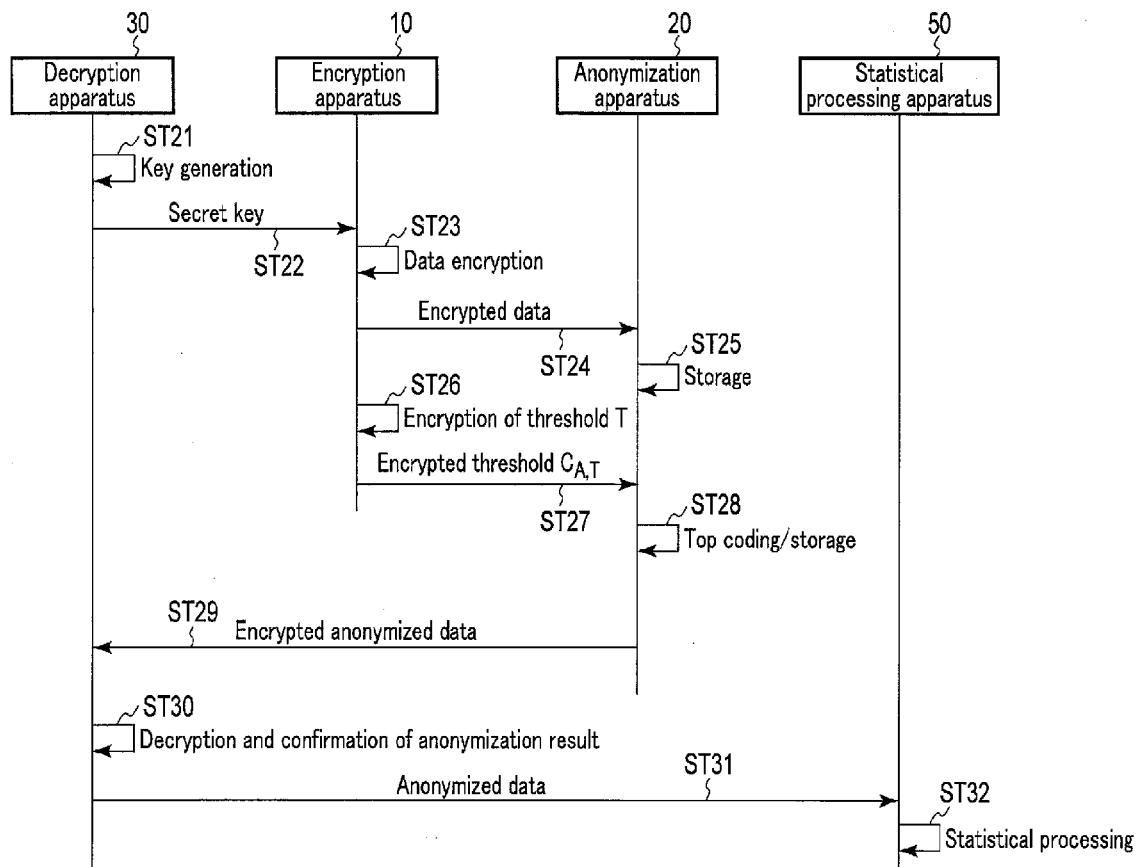 30
10
20
50
Decryption
apparatus
Encryption
apparatus
Anonymization
apparatus
Statistical
processing apparatus
ST21
Key generation
Secret key
ST22
ST23
Data encryption
Encrypted data
ST24
ST25
Storage
ST26
Encryption of threshold T
Encrypted threshold C_{A,T}
ST27
ST28
Top coding/storage
ST29
Encrypted anonymized data
ST30
Decryption and confirmation of anonymization result
ST31
Anonymized data
ST32
Statistical processing